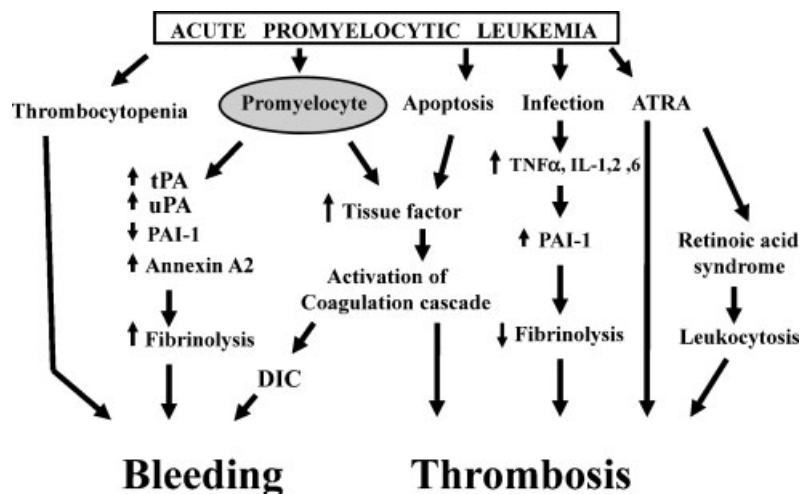 ACUTE PROMYELOCYTIC LEUKEMIA
Thrombocytopenia
Promyelocyte
Apoptosis
Infection
ATRA
tPA
uPA
PAI-1
Annexin A2
Fibrinolysis
Tissue factor
Activation of
Coagulation cascade
DIC
TNFα, IL-1,2 ,6
PAI-1
Fibrinolysis
Retinoic acid
syndrome
Leukocytosis
Bleeding
Thrombosis